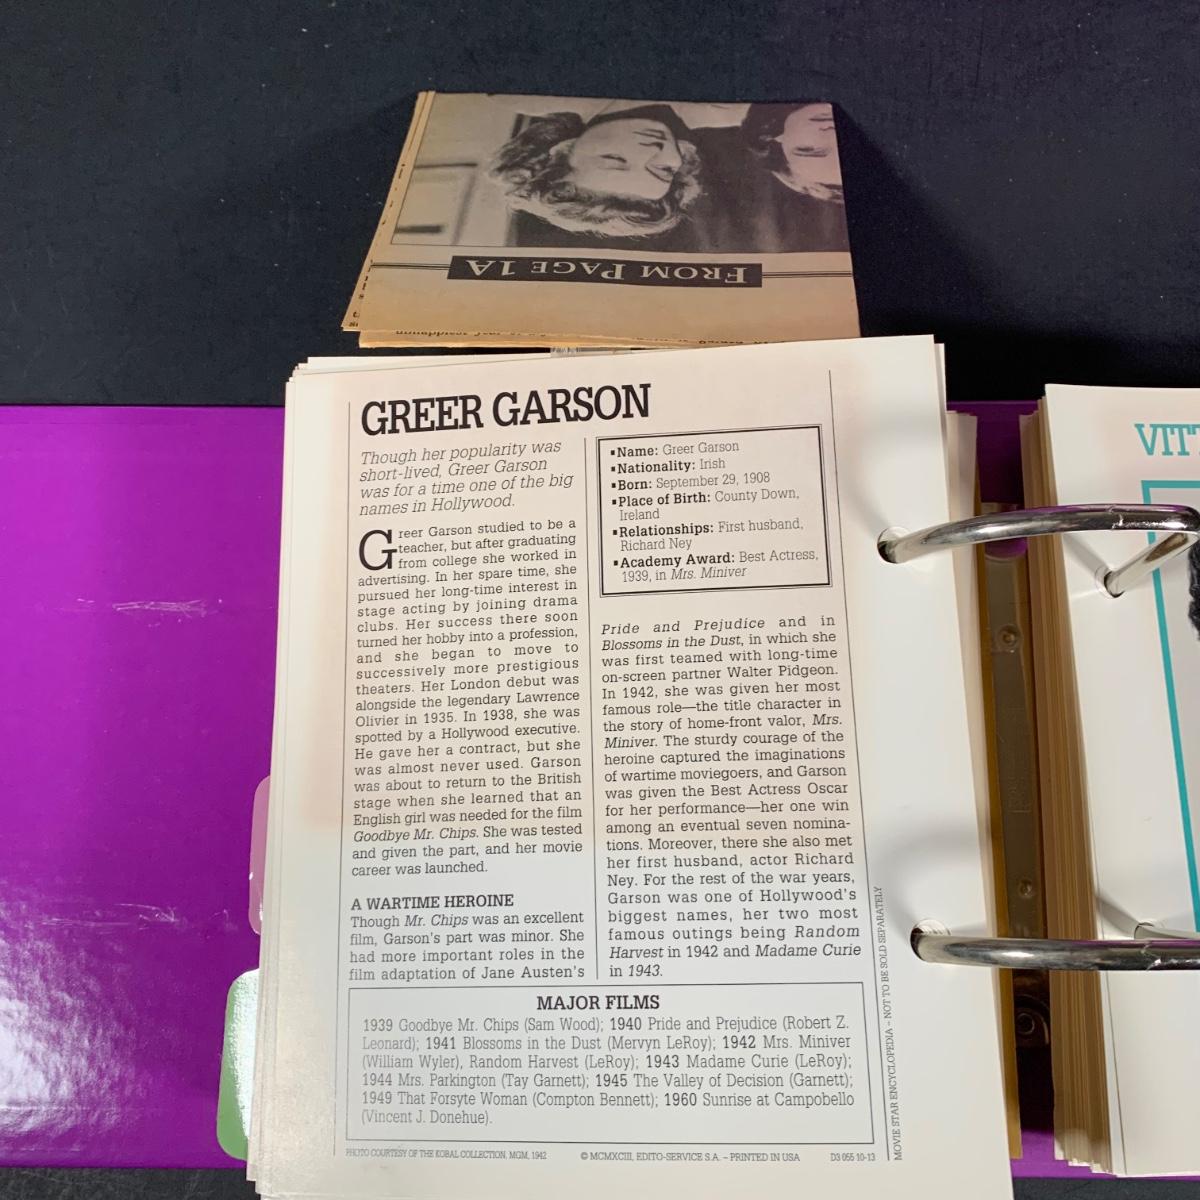 FROM PAGE 1A
GREER GARSON
Though her popularity was
short-lived, Greer Garson
was for a time one of the big
names in Hollywood.
Greer Garson studied to be a
teacher, but after graduating
from college she worked in
advertising. In her spare time, she
pursued her long-time interest in
stage acting by joining drama
clubs. Her success there soon
turned her hobby into a profession,
and she began to move to
successively more prestigious
theaters. Her London debut was
alongside the legendary Lawrence
Olivier in 1935. In 1938, she was
spotted by a Hollywood executive.
He gave her a contract, but she
was almost never used. Garson
was about to return to the British
stage when she learned that an
English girl was needed for the film
Goodbye Mr. Chips. She was tested
and given the part, and her movie
career was launched.
A WARTIME HEROINE
Though Mr. Chips was an excellent
film, Garson's part was minor. She
had more important roles in the
film adaptation of Jane Austen's
▪Name: Greer Garson
▪Nationality: Irish
▪Born: September 29, 1908
▪Place of Birth: County Down,
Ireland
▪Relationships: First husband,
Richard Ney
▪Academy Award: Best Actress,
1939, in Mrs. Miniver
Pride and Prejudice and in
Blossoms in the Dust, in which she
was first teamed with long-time
on-screen partner Walter Pidgeon.
In 1942, she was given her most
famous role—the title character in
the story of home-front valor, Mrs.
Miniver. The sturdy courage of the
heroine captured the imaginations
of wartime moviegoers, and Garson
was given the Best Actress Oscar
for her performance—her one win
among an eventual seven nomina-
tions. Moreover, there she also met
her first husband, actor Richard
Ney. For the rest of the war years,
Garson was one of Hollywood's
biggest names, her two most
famous outings being Random
Harvest in 1942 and Madame Curie
in 1943.
MAJOR FILMS
1939 Goodbye Mr. Chips (Sam Wood); 1940 Pride and Prejudice (Robert Z.
Leonard); 1941 Blossoms in the Dust (Mervyn LeRoy); 1942 Mrs. Miniver
(William Wyler), Random Harvest (LeRoy); 1943 Madame Curie (LeRoy);
1944 Mrs. Parkington (Tay Garnett); 1945 The Valley of Decision (Garnett);
1949 That Forsyte Woman (Compton Bennett); 1960 Sunrise at Campobello
(Vincent J. Donehue).
PHOTO COURTESY OF THE KOBAL COLLECTION, MGM, 1942
© MCMXCIII, EDITO-SERVICE S.A. – PRINTED IN USA
D3 055 10-13
MOVIE STAR ENCYCLOPEDIA – NOT TO BE SOLD SEPARATELY
VITT